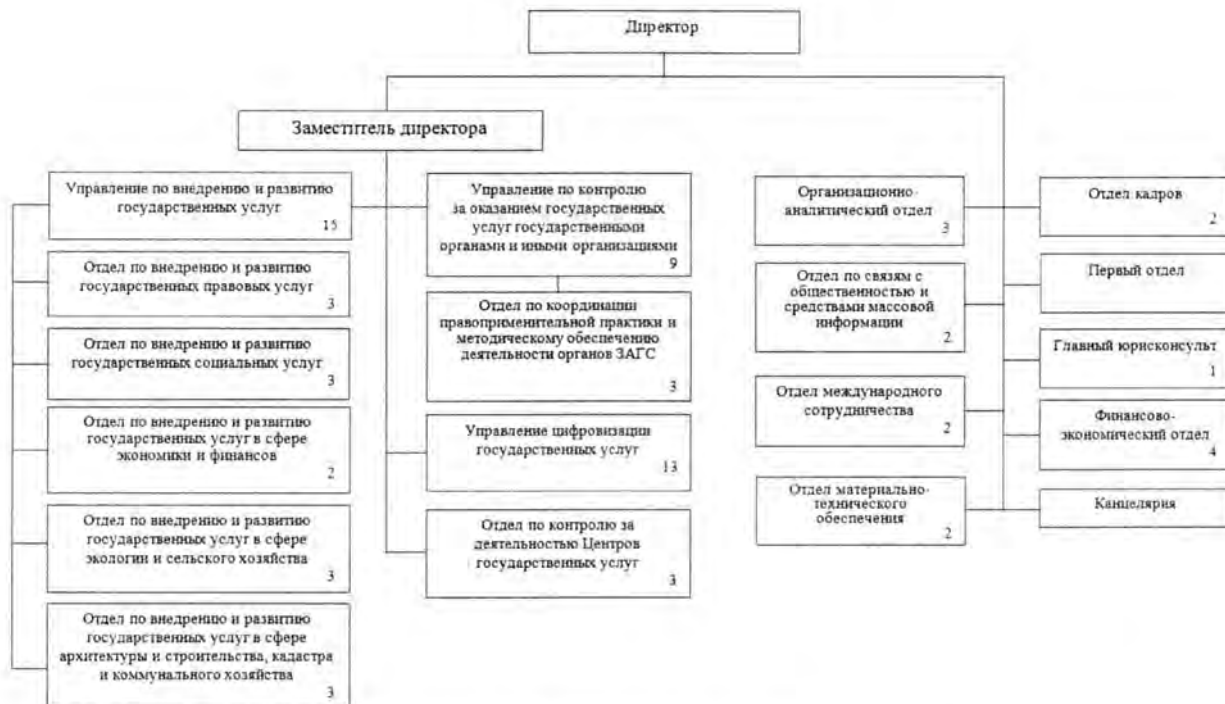 Директор
Заместитель директора
Управление по внедрению и развитию
государственных услуг
15
Отдел по внедрению и развитию
государственных правовых услуг
3
Отдел по внедрению и развитию
государственных социальных услуг
3
Отдел по внедрению и развитию
государственных услуг в сфере
экономики и финансов
2
Отдел по внедрению и развитию
государственных услуг в сфере
экологии и сельского хозяйства
3
Отдел по внедрению и развитию
государственных услуг в сфере
архитектуры и строительства, кадастра
и коммунального хозяйства
3
Управление по контролю
за оказанием государственных
услуг государственными
органами и иными организациями
9
Отдел по координации
правоприменительной практики и
методическому обеспечению
деятельности органов ЗАГС
3
Управление цифровизации
государственных услуг
13
Отдел по контролю за
деятельностью Центров
государственных услуг
3
Организационно-
аналитический отдел
3
Отдел по связям с
общественностью и
средствами массовой
информации
2
Отдел международного
сотрудничества
2
Отдел материально-
технического
обеспечения
2
Отдел кадров
2
Первый отдел
Главный юрисконсульт
1
Финансово-
экономический отдел
4
Канцелярия